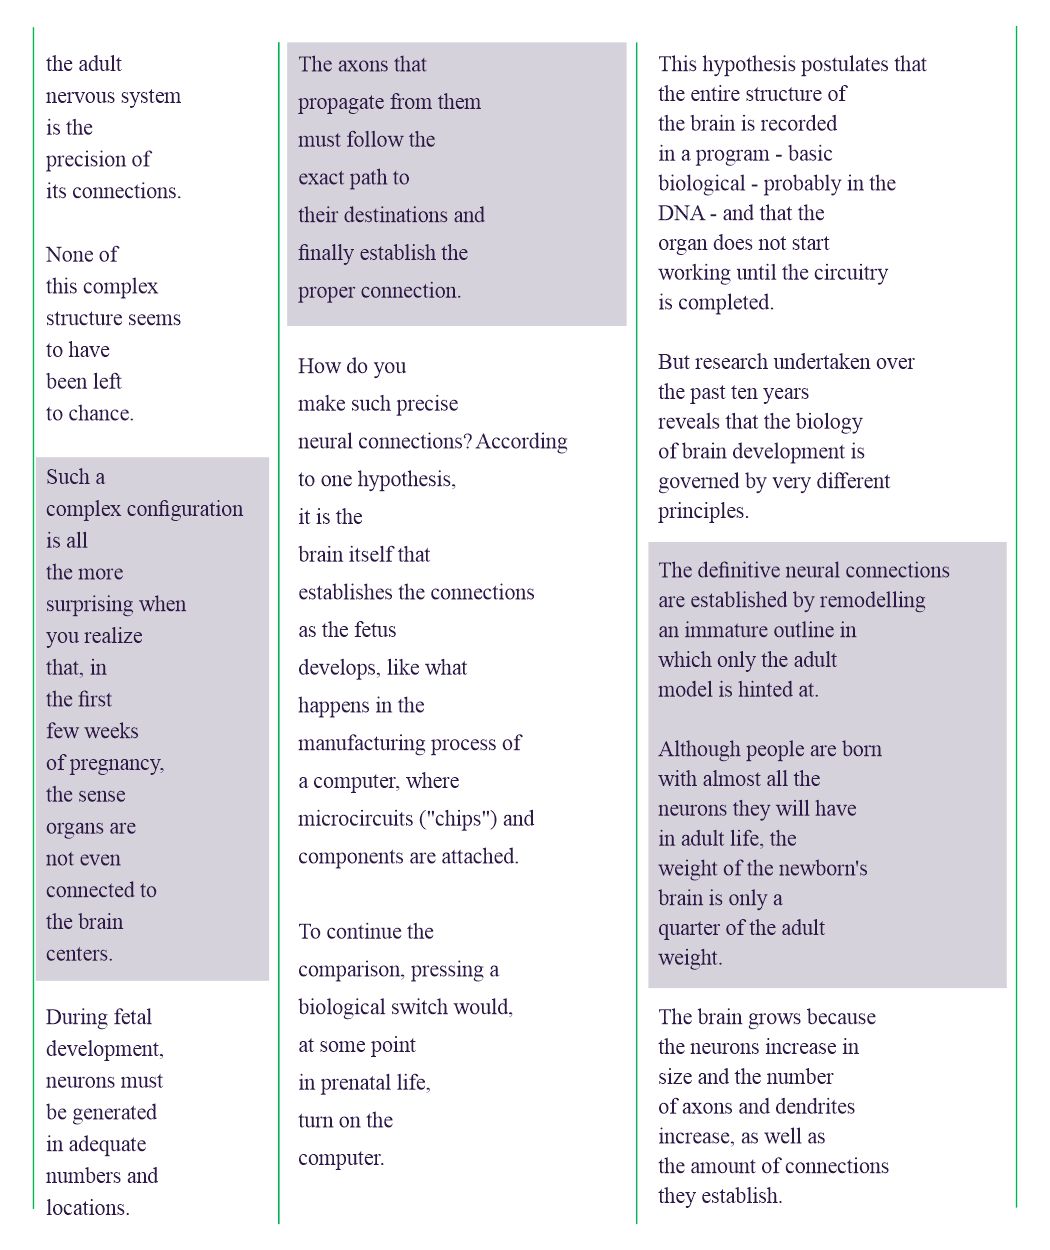 the adult
nervous system
is the
precision of
its connections.
None of
this complex
structure seems
to have
been left
to chance.
Such a
complex configuration
is all
the more
surprising when
you realize
that, in
the first
few weeks
of pregnancy,
the sense
organs are
not even
connected to
the brain
centers.
During fetal
development,
neurons must
be generated
in adequate
numbers and
locations.
The axons that
propagate from them
must follow the
exact path to
their destinations and
finally establish the
proper connection.
How do you
make such precise
neural connections? According
to one hypothesis,
it is the
brain itself that
establishes the connections
as the fetus
develops, like what
happens in the
manufacturing process of
a computer, where
microcircuits ("chips") and
components are attached.
To continue the
comparison, pressing a
biological switch would,
at some point
in prenatal life,
turn on the
computer.
This hypothesis postulates that
the entire structure of
the brain is recorded
in a program - basic
biological - probably in the
DNA - and that the
organ does not start
working until the circuitry
is completed.
But research undertaken over
the past ten years
reveals that the biology
of brain development is
governed by very different
principles.
The definitive neural connections
are established by remodelling
an immature outline in
which only the adult
model is hinted at.
Although people are born
with almost all the
neurons they will have
in adult life, the
weight of the newborn's
brain is only a
quarter of the adult
weight.
The brain grows because
the neurons increase in
size and the number
of axons and dendrites
increase, as well as
the amount of connections
they establish.